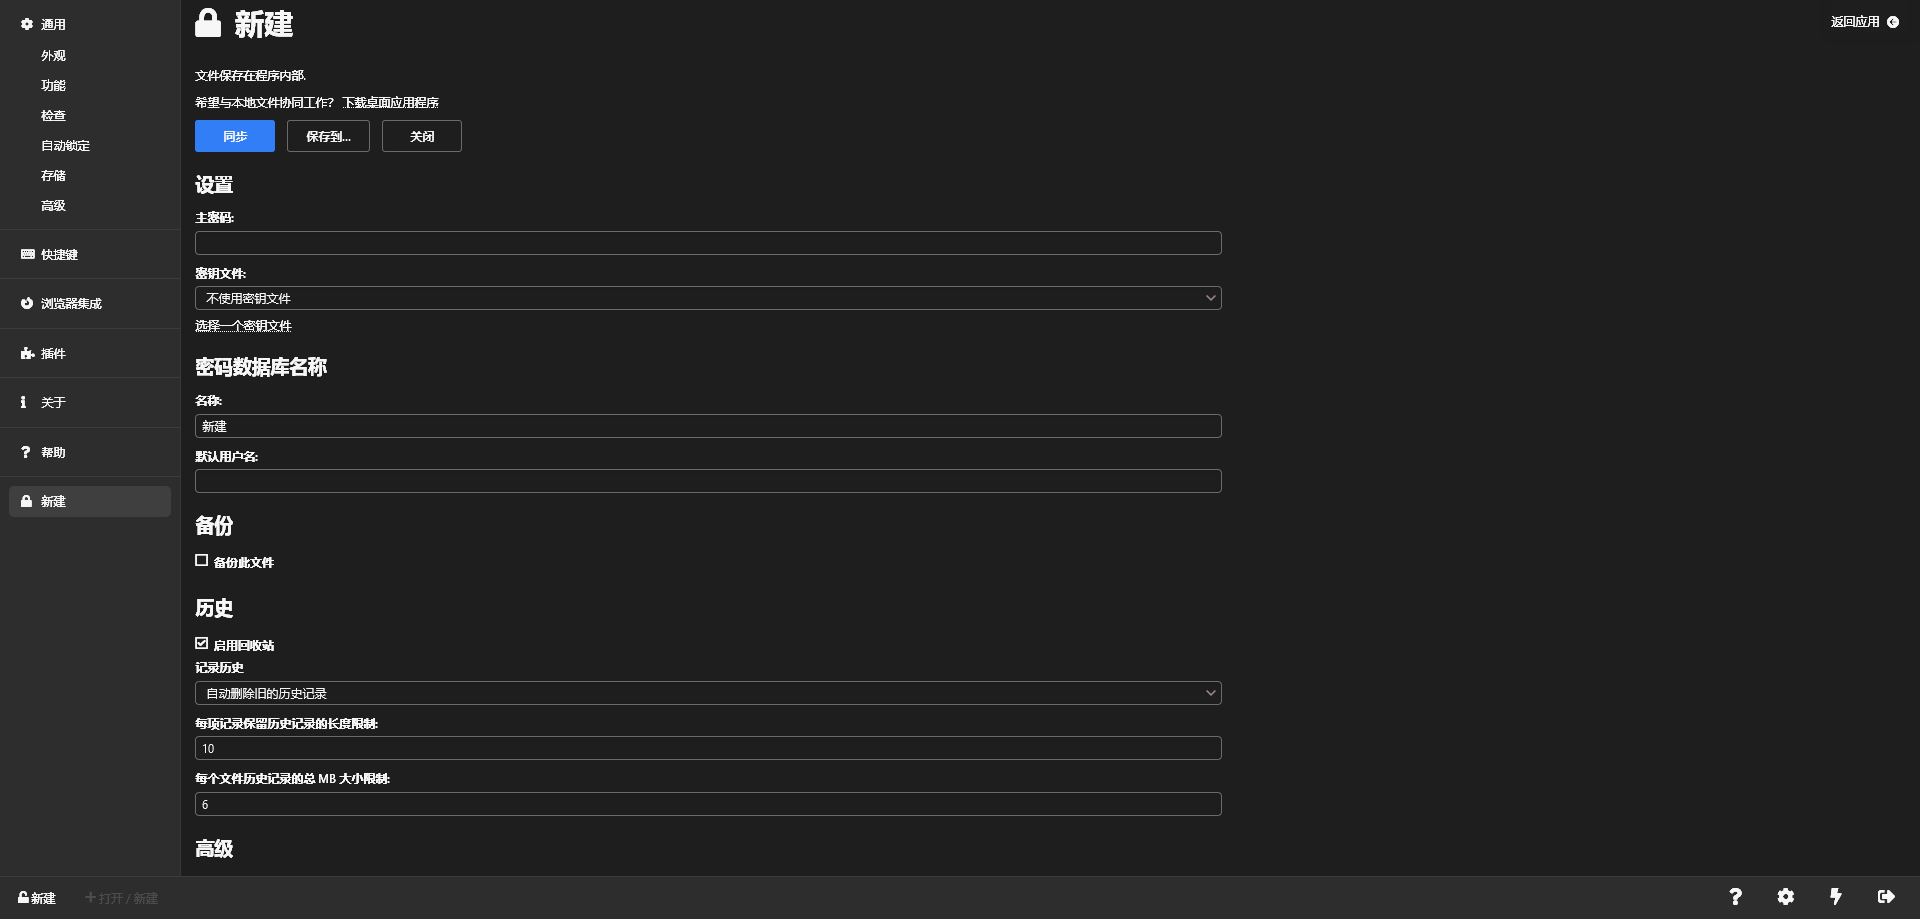 通用
外观
功能
检查
自动锁定
存储
高级
快捷键
浏览器集成
插件
关于
帮助
新建
新建
返回应用
文件保存在程序内部.
希望与本地文件协同工作? 下载桌面应用程序
同步 保存到... 关闭
设置
主密码:
密钥文件:
不使用密钥文件
选择一个密钥文件
密码数据库名称
名称:
新建
默认用户名:
备份
备份此文件
历史
启用回收站
记录历史
自动删除旧的历史记录
每项记录保留历史记录的长度限制:
10
每个文件历史记录的总 MB 大小限制:
6
高级
新建 打开 / 新建